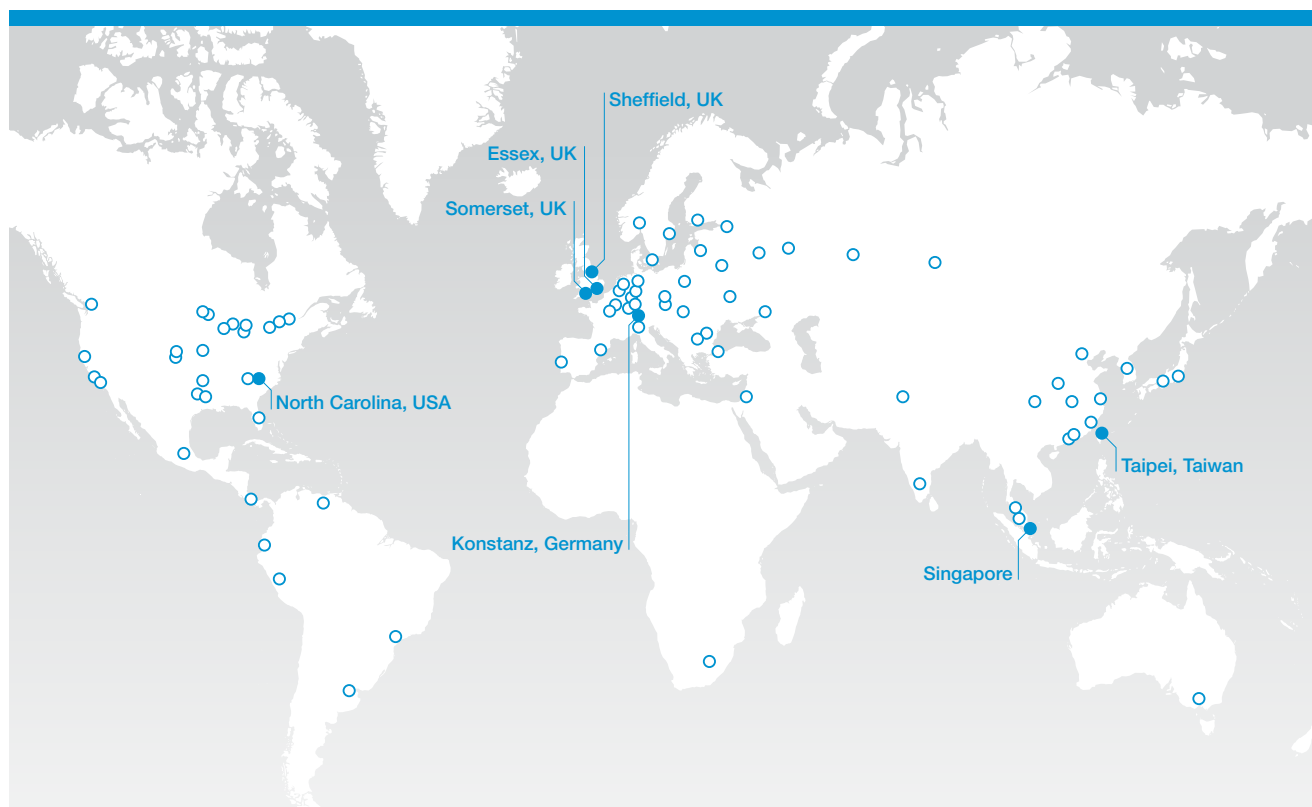 Sheffield, UK
Essex, UK
Somerset, UK
North Carolina, USA
Taipei, Taiwan
Konstanz, Germany
Singapore